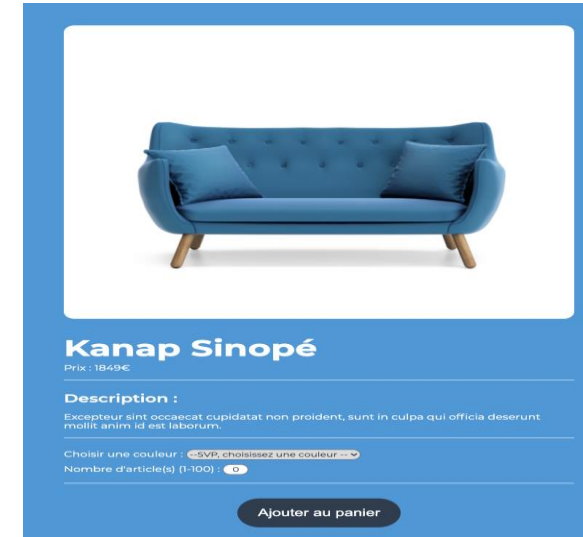 Kanap Sinopé
Prix : 1849€
Description :
Excepteur sint occaecat cupidatat non proident, sunt in culpa qui officia deserunt
mollit anim id est laborum.
Choisir une couleur : --SVP, choisissez une couleur --
Nombre d'article(s) (1-100) : 0
Ajouter au panier